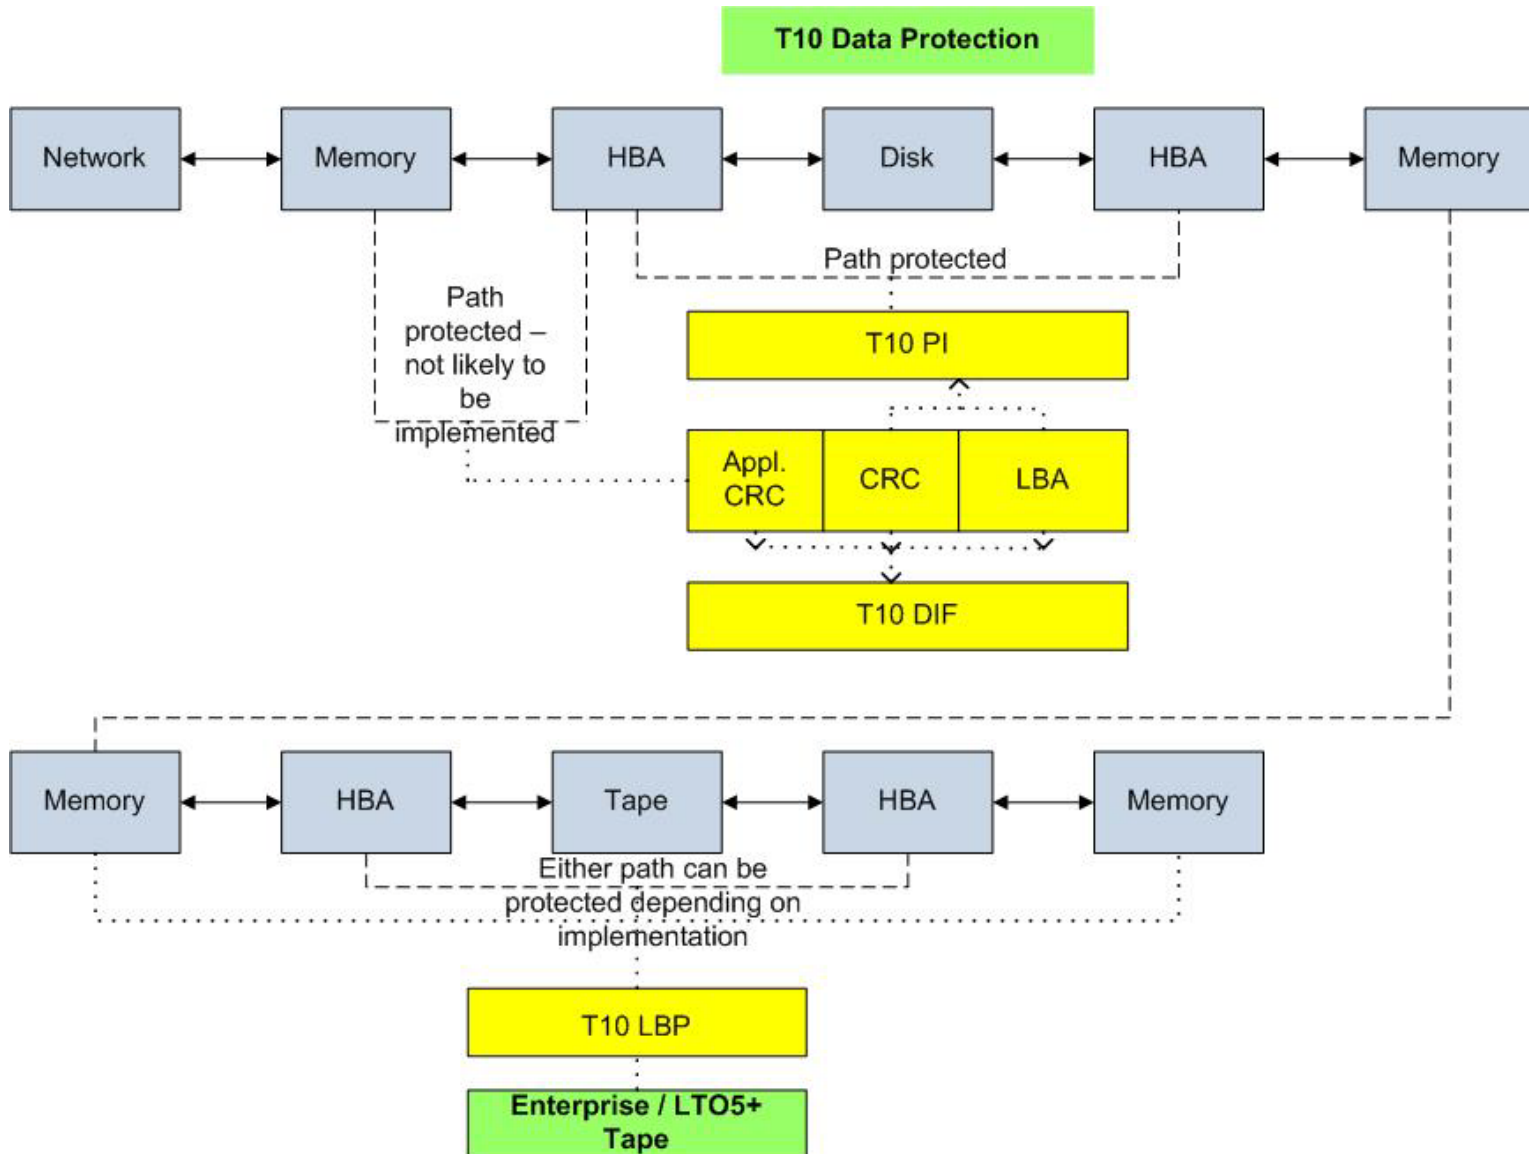 T10 Data Protection
Network
Memory
HBA
Disk
HBA
Memory
Path protected
Path
protected –
not likely to
be
implemented
T10 PI
Appl.
CRC
CRC
LBA
T10 DIF
Memory
HBA
Tape
HBA
Memory
Either path can be
protected depending on
implementation
T10 LBP
Enterprise / LTO5+
Tape